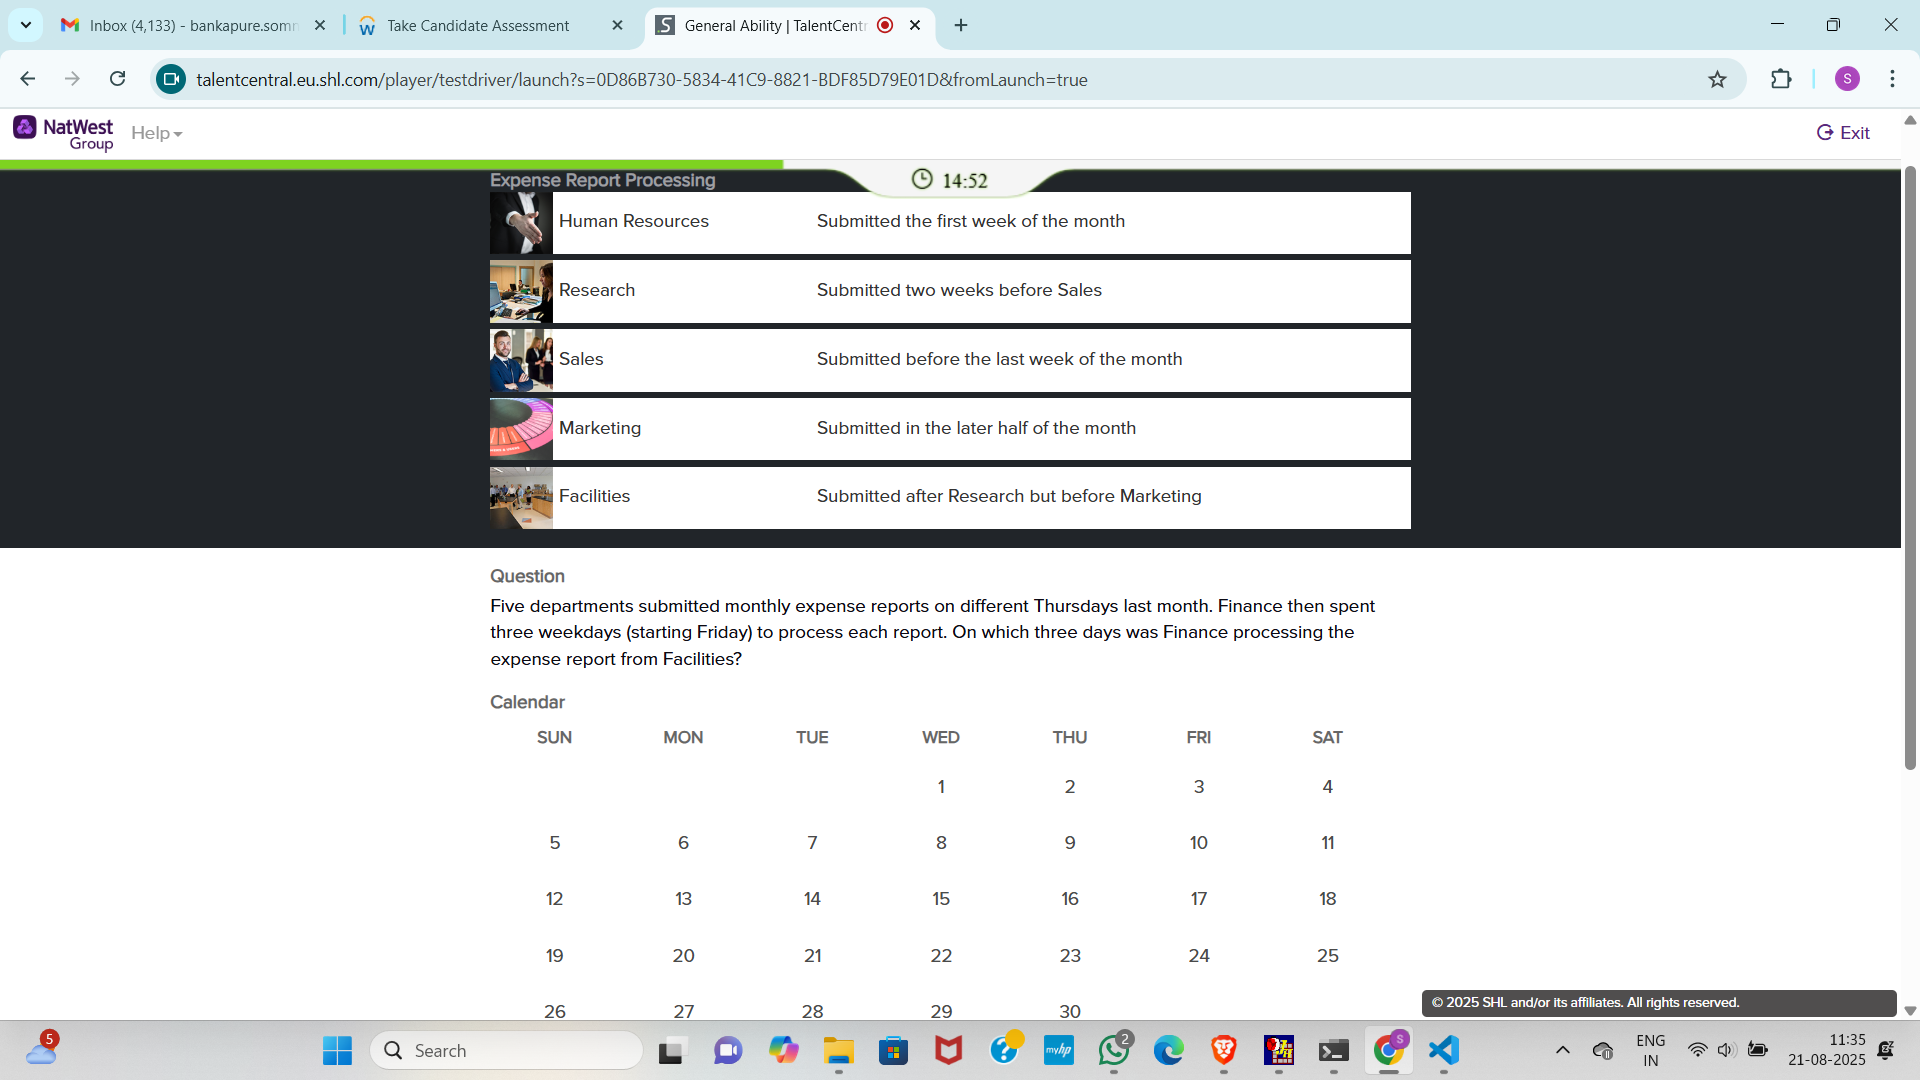 Inbox (4,133) - bankapure.somn
Take Candidate Assessment
General Ability | TalentCentr
talentcentral.eu.shl.com/player/testdriver/launch?s=0D86B730-5834-41C9-8821-BDF85D79E01D&fromLaunch=true
S
NatWest
Group
Help
Exit
14:52
Expense Report Processing
Human Resources Submitted the first week of the month
Research Submitted two weeks before Sales
Sales Submitted before the last week of the month
Marketing Submitted in the later half of the month
Facilities Submitted after Research but before Marketing
Question
Five departments submitted monthly expense reports on different Thursdays last month. Finance then spent
three weekdays (starting Friday) to process each report. On which three days was Finance processing the
expense report from Facilities?
Calendar
SUN MON TUE WED THU FRI SAT
1 2 3 4
5 6 7 8 9 10 11
12 13 14 15 16 17 18
19 20 21 22 23 24 25
26 27 28 29 30
© 2025 SHL and/or its affiliates. All rights reserved.
5
Search
myhp
2
S
ENG
IN
11:35
21-08-2025